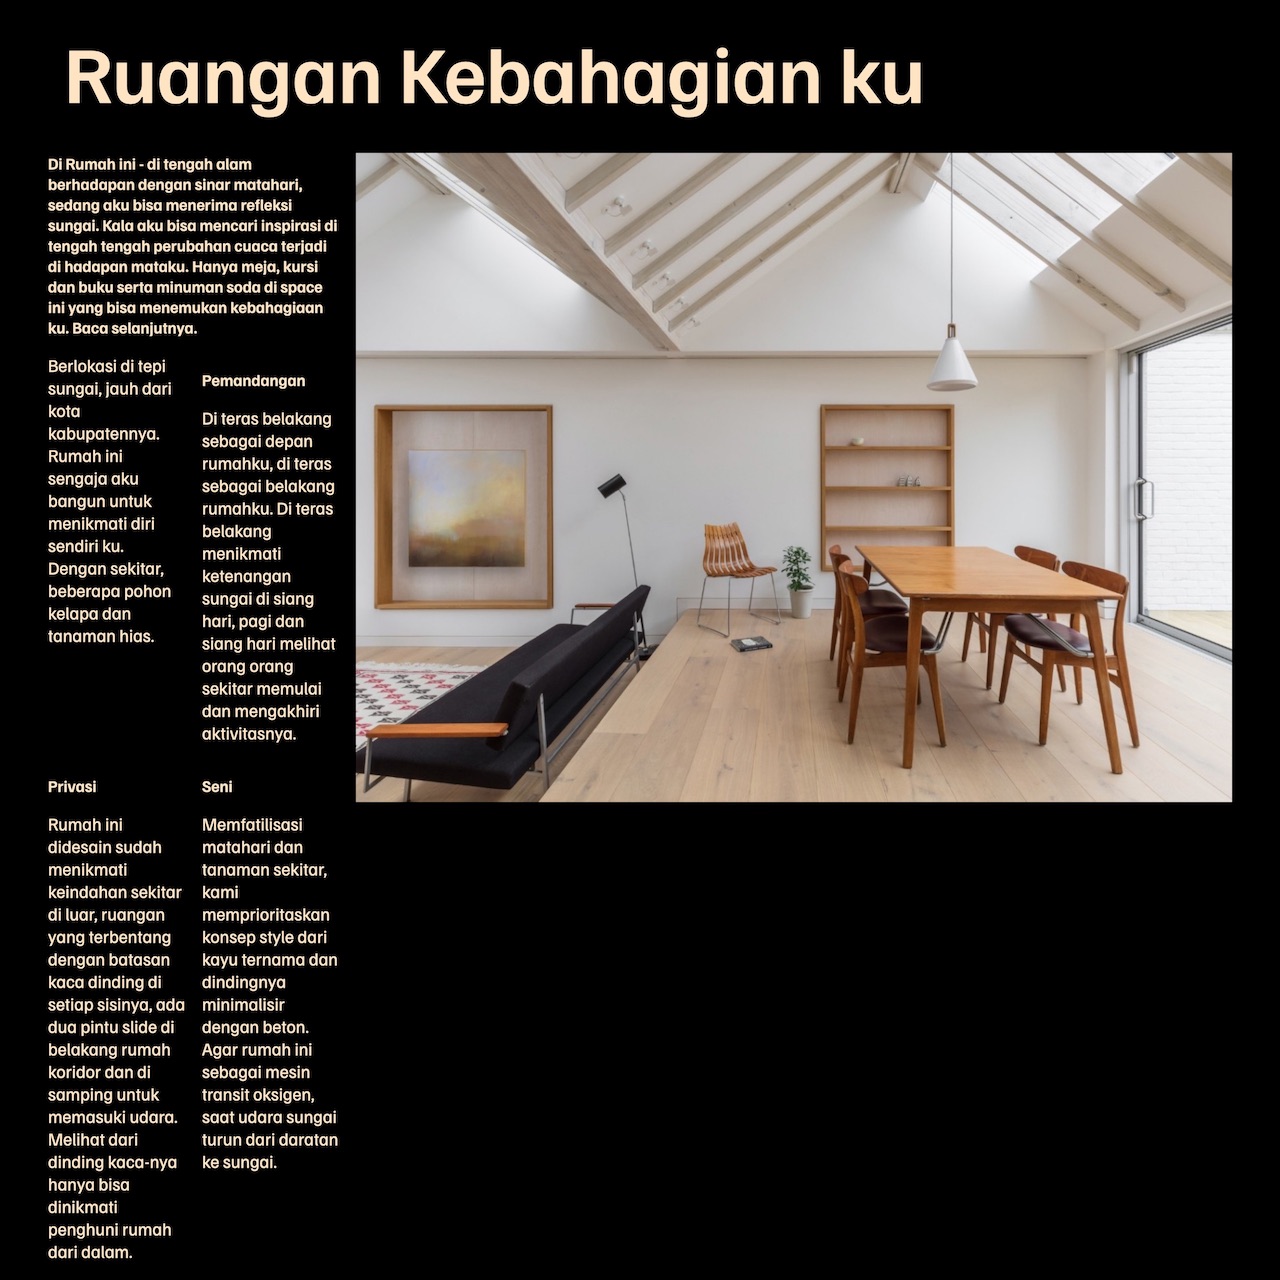 Ruangan Kebahagian ku
Di Rumah ini - di tengah alam
berhadapan dengan sinar matahari,
sedang aku bisa menerima refleksi
sungai. Kala aku bisa mencari inspirasi di
tengah tengah perubahan cuaca terjadi
di hadapan mataku. Hanya meja, kursi
dan buku serta minuman soda di space
ini yang bisa menemukan kebahagiaan
ku. Baca selanjutnya.
Berlokasi di tepi
sungai, jauh dari
kota
kabupatennya.
Rumah ini
sengaja aku
bangun untuk
menikmati diri
sendiri ku.
Dengan sekitar,
beberapa pohon
kelapa dan
tanaman hias.
Pemandangan
Di teras belakang
sebagai depan
rumahku, di teras
sebagai belakang
rumahku. Di teras
belakang
menikmati
ketenangan
sungai di siang
hari, pagi dan
siang hari melihat
orang orang
sekitar memulai
dan mengakhiri
aktivitasnya.
Privasi
Rumah ini
didesain sudah
menikmati
keindahan sekitar
di luar, ruangan
yang terbentang
dengan batasan
kaca dinding di
setiap sisinya, ada
dua pintu slide di
belakang rumah
koridor dan di
samping untuk
memasuki udara.
Melihat dari
dinding kaca-nya
hanya bisa
dinikmati
penghuni rumah
dari dalam.
Seni
Memfatilisasi
matahari dan
tanaman sekitar,
kami
memprioritaskan
konsep style dari
kayu ternama dan
dindingnya
minimalisir
dengan beton.
Agar rumah ini
sebagai mesin
transit oksigen,
saat udara sungai
turun dari daratan
ke sungai.